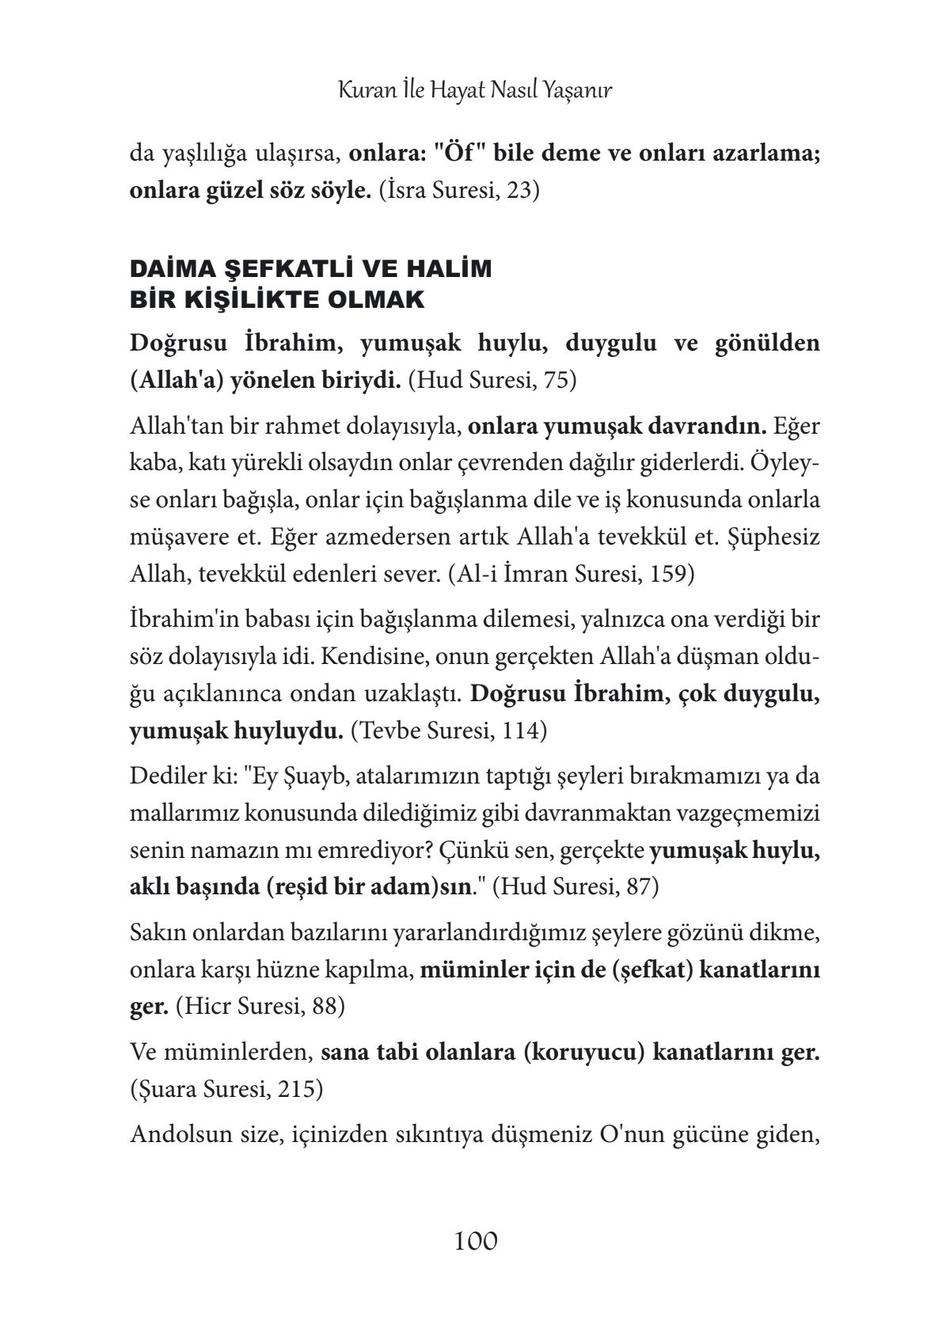 Kuran İle Hayat Nasıl Yaşanır
da yaşlılığa ulaşırsa, onlara: "Öf" bile deme ve onları azarlama;
onlara güzel söz söyle. (İsra Suresi, 23)
DAİMA ŞEFKATLİ VE HALİM
BİR KİŞİLİKTE OLMAK
Doğrusu İbrahim, yumuşak huylu, duygulu ve gönülden
(Allah'a) yönelen biriydi. (Hud Suresi, 75)
Allah'tan bir rahmet dolayısıyla, onlara yumuşak davrandın. Eğer
kaba, katı yürekli olsaydın onlar çevrenden dağılır giderlerdi. Öyley-
se onları bağışla, onlar için bağışlanma dile ve iş konusunda onlarla
müşavere et. Eğer azmedersen artık Allah'a tevekkül et. Şüphesiz
Allah, tevekkül edenleri sever. (Al-i İmran Suresi, 159)
İbrahim'in babası için bağışlanma dilemesi, yalnızca ona verdiği bir
söz dolayısıyla idi. Kendisine, onun gerçekten Allah'a düşman oldu-
ğu açıklanınca ondan uzaklaştı. Doğrusu İbrahim, çok duygulu,
yumuşak huyluydu. (Tevbe Suresi, 114)
Dediler ki: "Ey Şuayb, atalarımızın taptığı şeyleri bırakmamızı ya da
mallarımız konusunda dilediğimiz gibi davranmaktan vazgeçmemizi
senin namazın mı emrediyor? Çünkü sen, gerçekte yumuşak huylu,
aklı başında (reşid bir adam)sın." (Hud Suresi, 87)
Sakın onlardan bazılarını yararlandırdığımız şeylere gözünü dikme,
onlara karşı hüzne kapılma, müminler için de (şefkat) kanatlarını
ger. (Hicr Suresi, 88)
Ve müminlerden, sana tabi olanlara (koruyucu) kanatlarını ger.
(Şuara Suresi, 215)
Andolsun size, içinizden sıkıntıya düşmeniz O'nun gücüne giden,
100